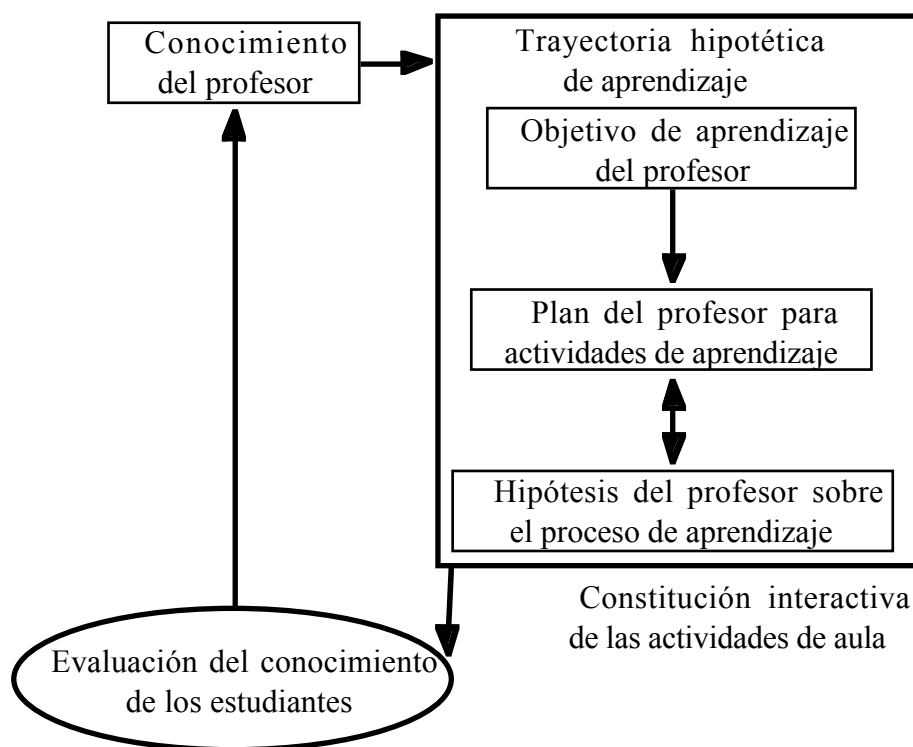 Conocimiento
del profesor
Trayectoria hipotética
de aprendizaje
Objetivo de aprendizaje
del profesor
Plan del profesor para
actividades de aprendizaje
Hipótesis del profesor sobre
el proceso de aprendizaje
Constitución interactiva
de las actividades de aula
Evaluación del conocimiento
de los estudiantes